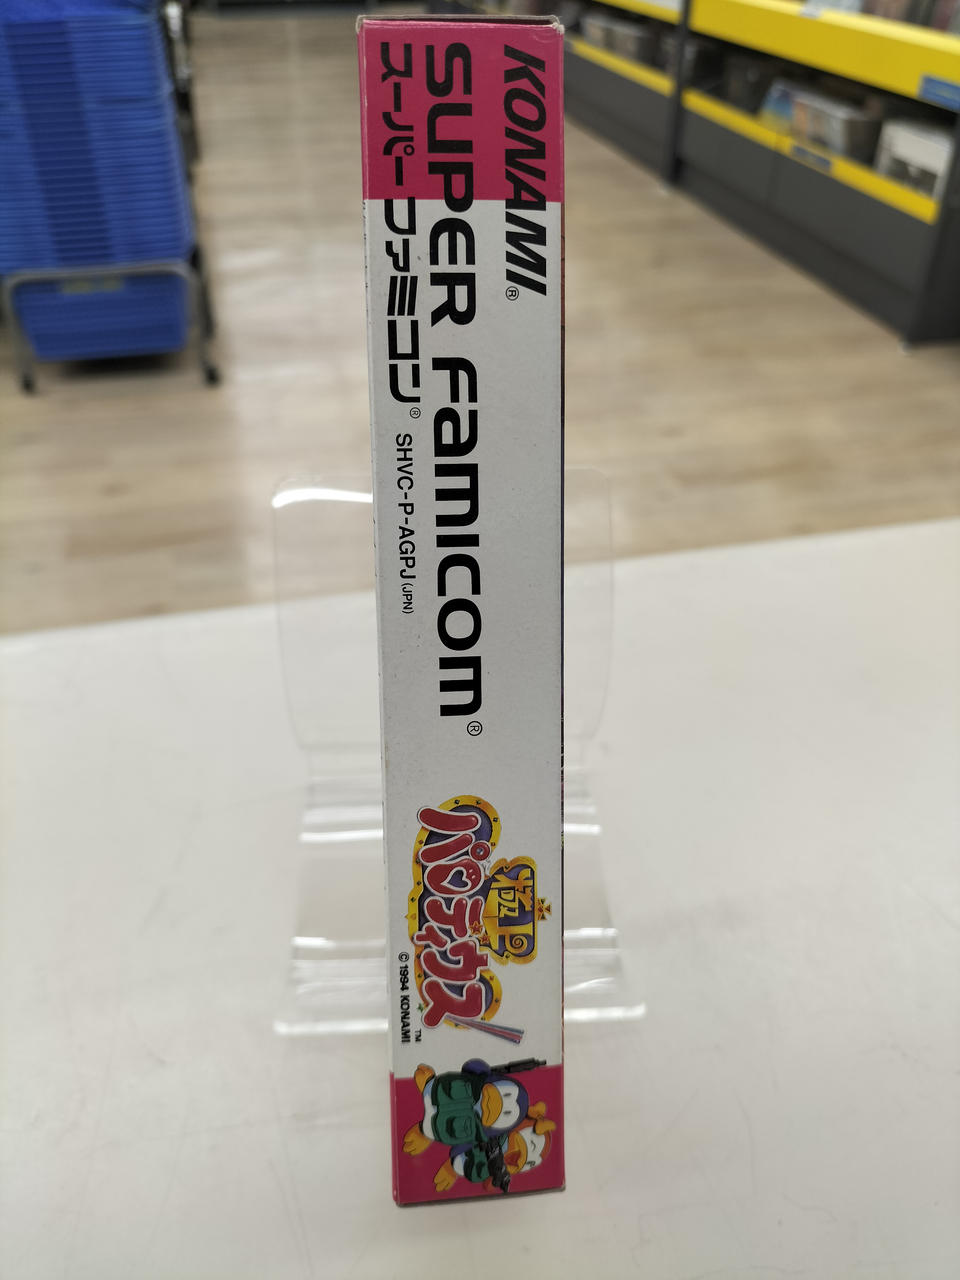 KONAMI®
SUPER FAMICOM®
スーパーファミコン® SHVC-P-AGPJ (JPN)
極上
パロディウス
™
© 1994 KONAMI